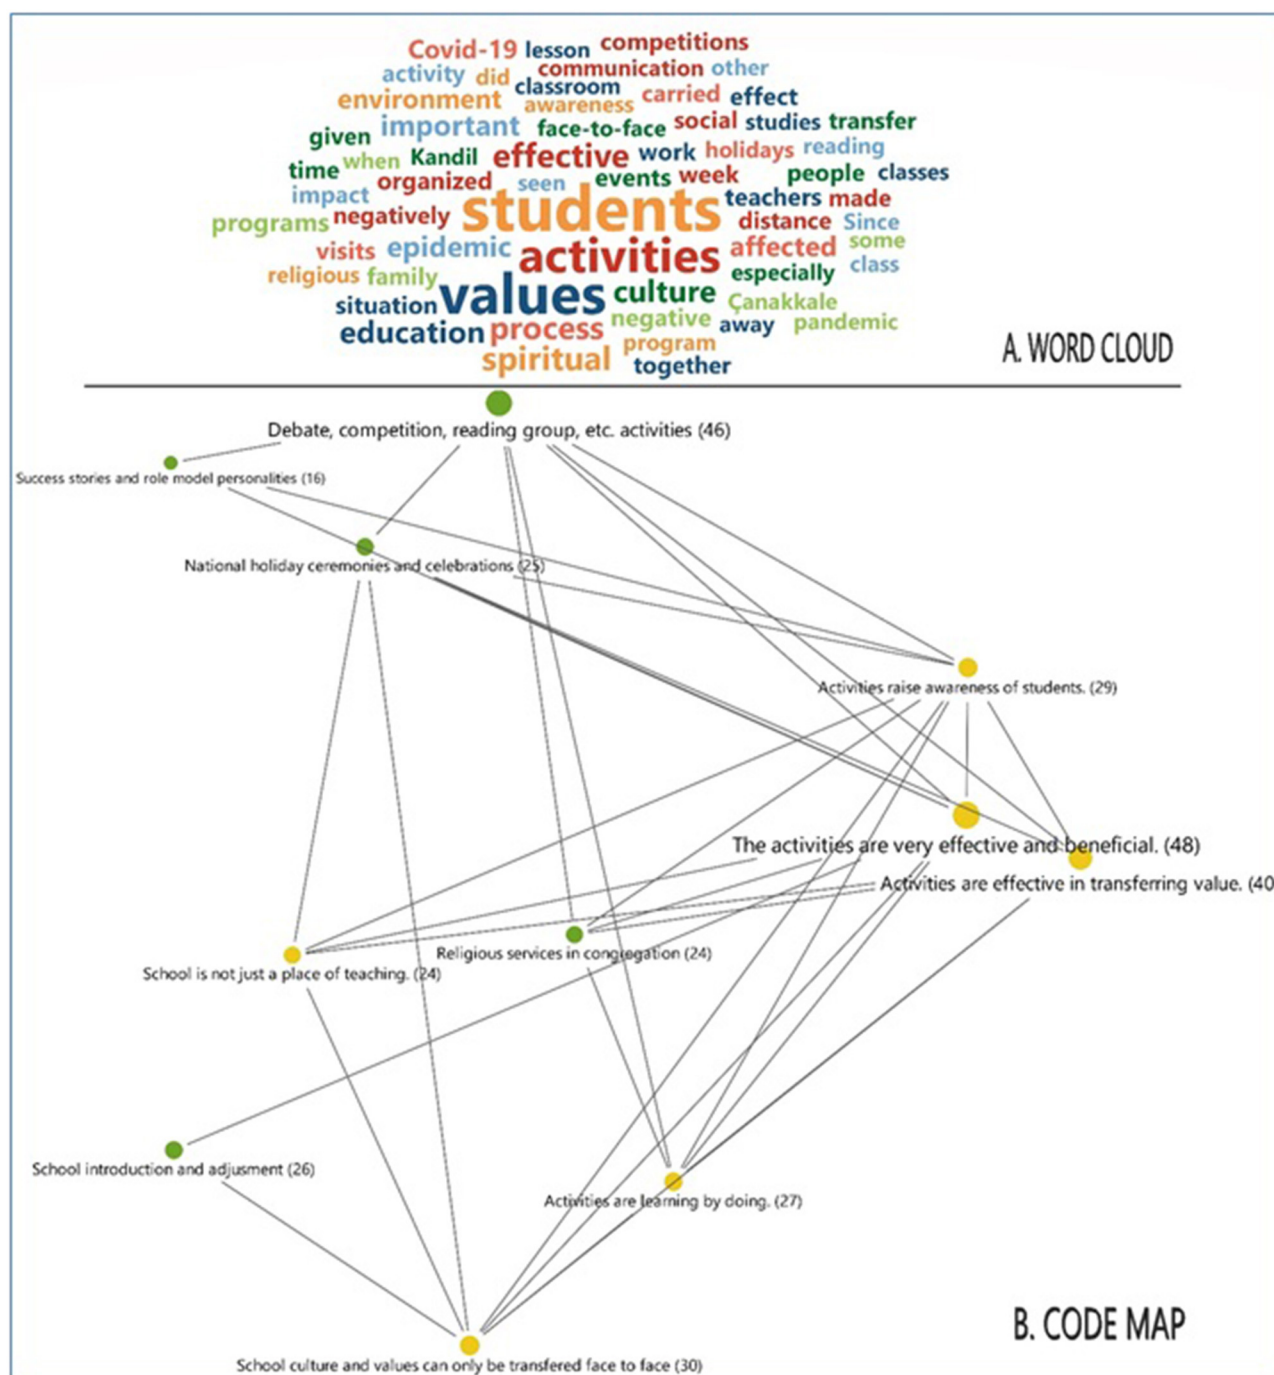 Covid-19 lesson competitions
activity did classroom communication other
environment awareness carried effect
given important face-to-face social studies transfer
time when Kandil effective work holidays reading
impact organized seen events week people classes
programs negatively students teachers made
distance Since
visits epidemic activities affected some
religious family especially class
situation values culture Çanakkale
education process negative away pandemic
spiritual program
together
A. WORD CLOUD
Debate, competition, reading group, etc. activities (46)
Success stories and role model personalities (16)
National holiday ceremonies and celebrations (25)
Activities raise awareness of students. (29)
The activities are very effective and beneficial. (48)
Activities are effective in transferring value. (40
Religious services in congregation (24)
School is not just a place of teaching. (24)
School introduction and adjusment (26)
Activities are learning by doing. (27)
B. CODE MAP
School culture and values can only be transfered face to face (30)